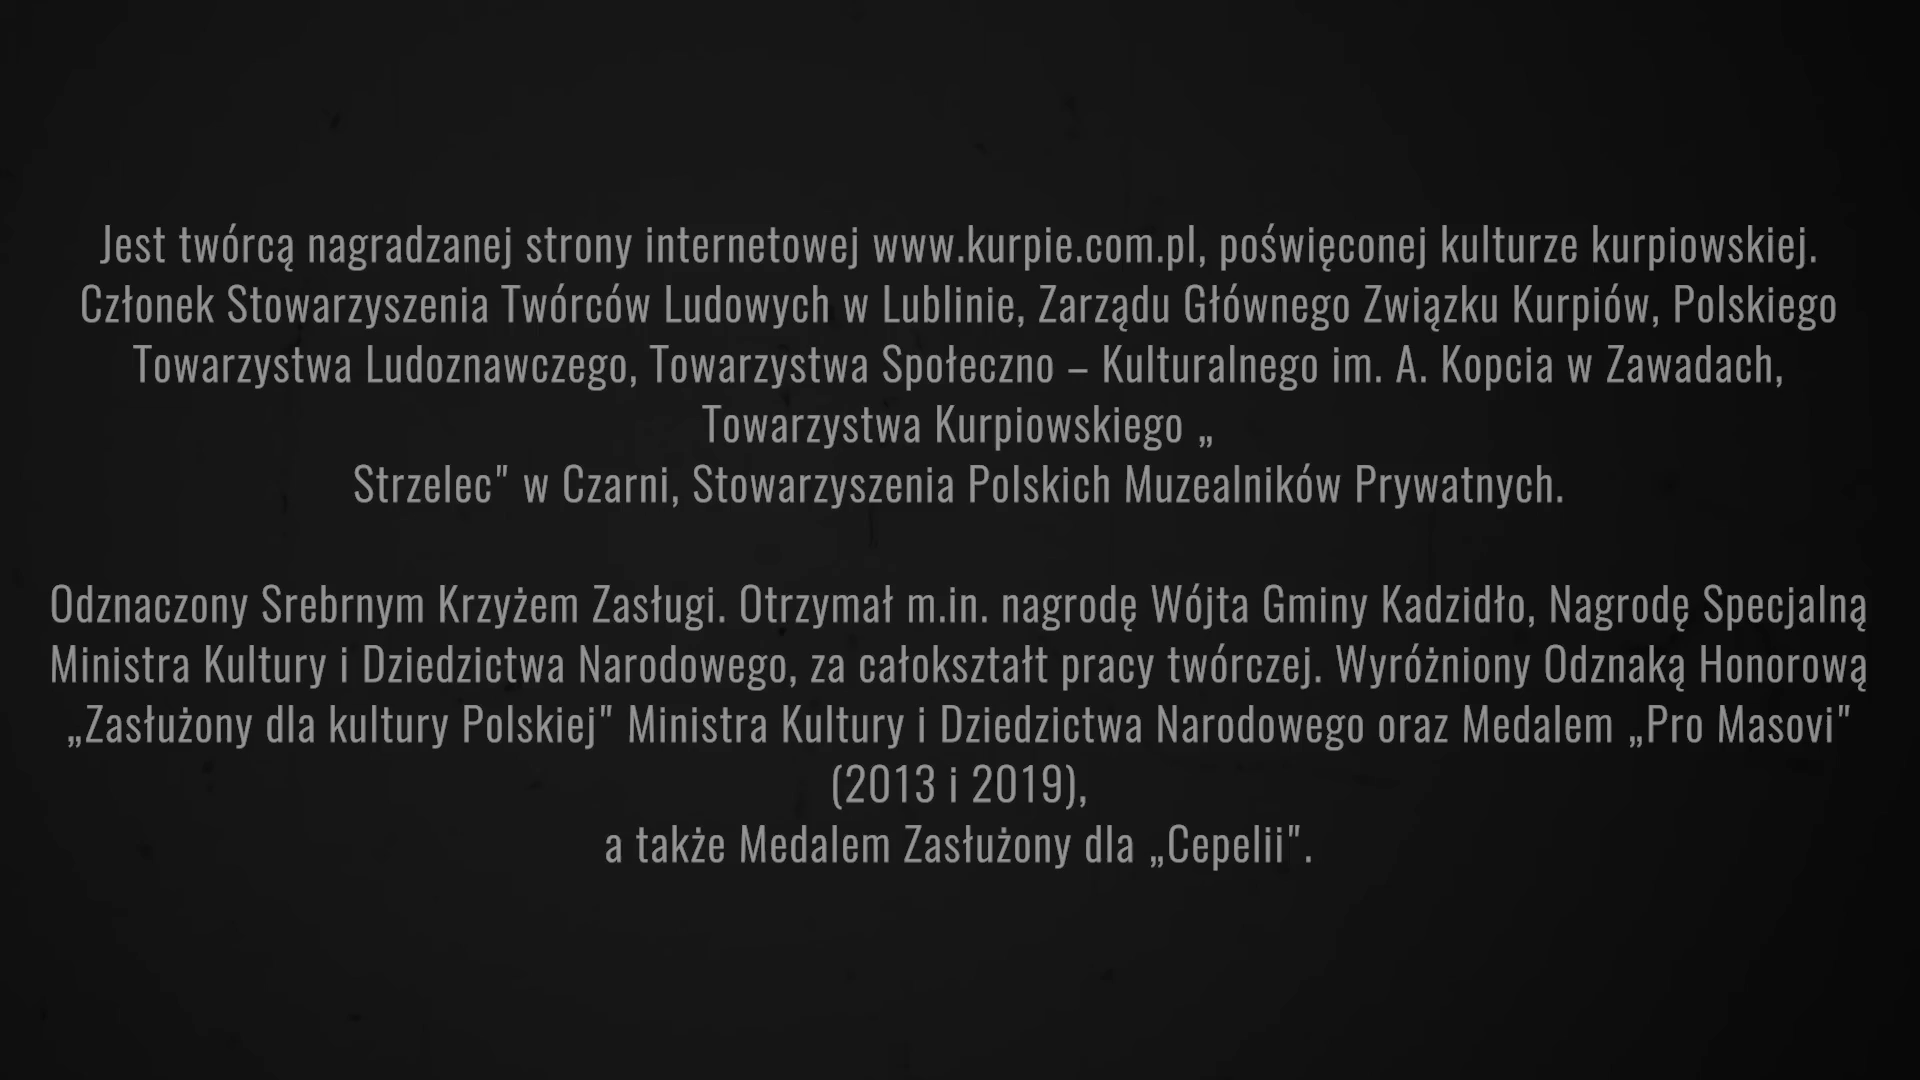 Jest twórcą nagradzanej strony internetowej www.kurpie.com.pl, poświęconej kulturze kurpiowskiej.
Członek Stowarzyszenia Twórców Ludowych w Lublinie, Zarządu Głównego Związku Kurpiów, Polskiego
Towarzystwa Ludoznawczego, Towarzystwa Społeczno – Kulturalnego im. A. Kopcia w Zawadach,
Towarzystwa Kurpiowskiego „
Strzelec" w Czarni, Stowarzyszenia Polskich Muzealników Prywatnych.
Odznaczony Srebrnym Krzyżem Zasługi. Otrzymał m.in. nagrodę Wójta Gminy Kadzidło, Nagrodę Specjalną
Ministra Kultury i Dziedzictwa Narodowego, za całokształt pracy twórczej. Wyróżniony Odznaką Honorową
„Zasłużony dla kultury Polskiej" Ministra Kultury i Dziedzictwa Narodowego oraz Medalem „Pro Masovi"
(2013 i 2019),
a także Medalem Zasłużony dla „Cepelii".